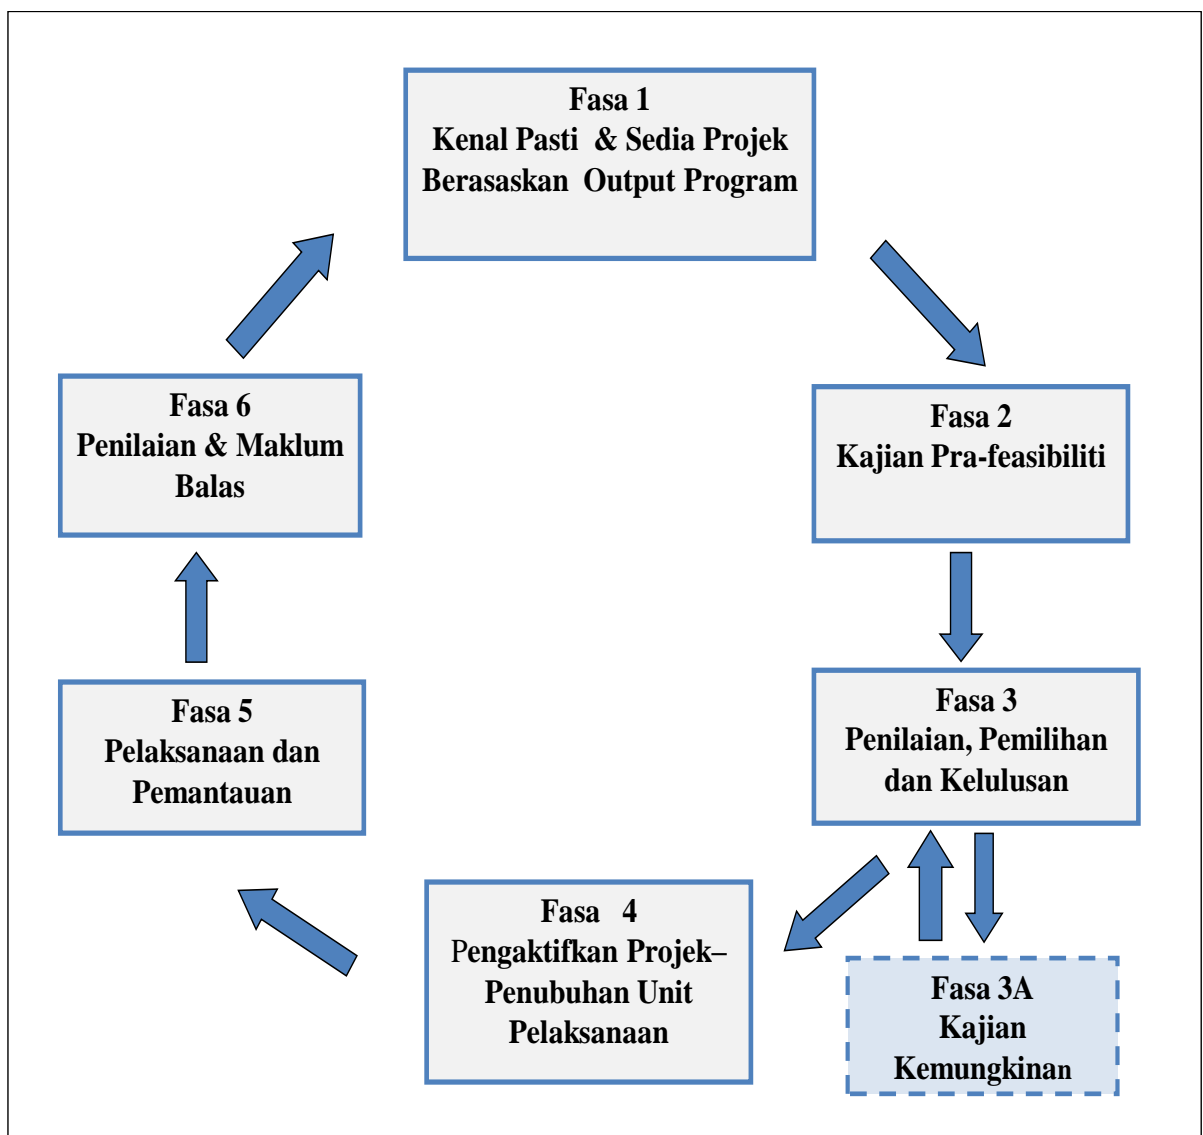 Fasa 1
Kenal Pasti & Sedia Projek
Berasaskan Output Program
Fasa 2
Kajian Pra-feasibiliti
Fasa 3
Penilaian, Pemilihan
dan Kelulusan
Fasa 3A
Kajian
Kemungkinan
Fasa 4
Pengaktifkan Projek–
Penubuhan Unit
Pelaksanaan
Fasa 5
Pelaksanaan dan
Pemantauan
Fasa 6
Penilaian & Maklum
Balas